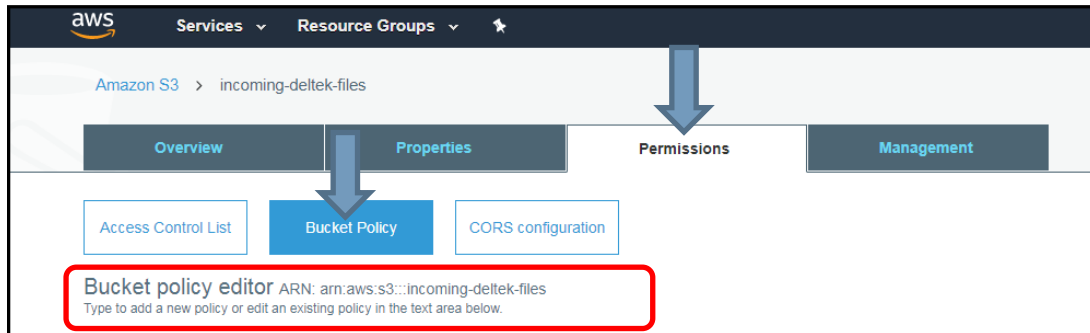 aws Services Resource Groups
Amazon S3 > incoming-deltek-files
Overview Properties Permissions Management
Access Control List Bucket Policy CORS configuration
Bucket policy editor ARN: arn:aws:s3:::incoming-deltek-files
Type to add a new policy or edit an existing policy in the text area below.